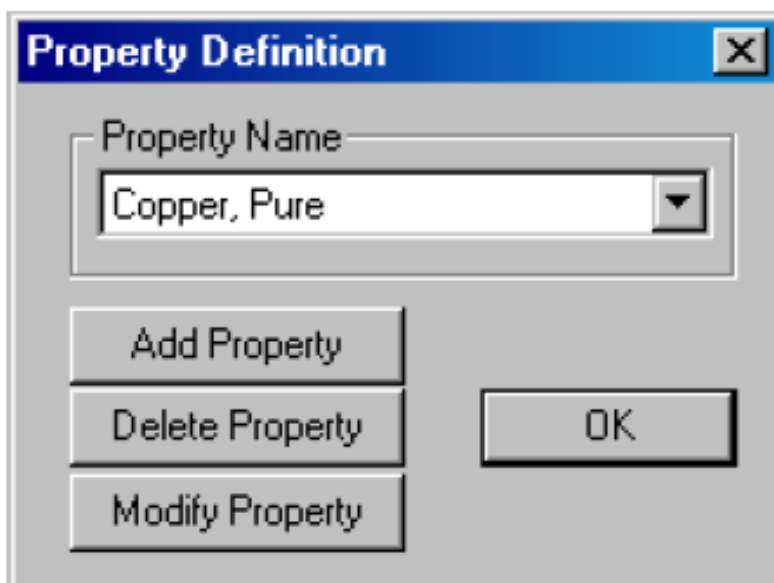 Property Definition
Property Name
Copper, Pure
Add Property
Delete Property
OK
Modify Property